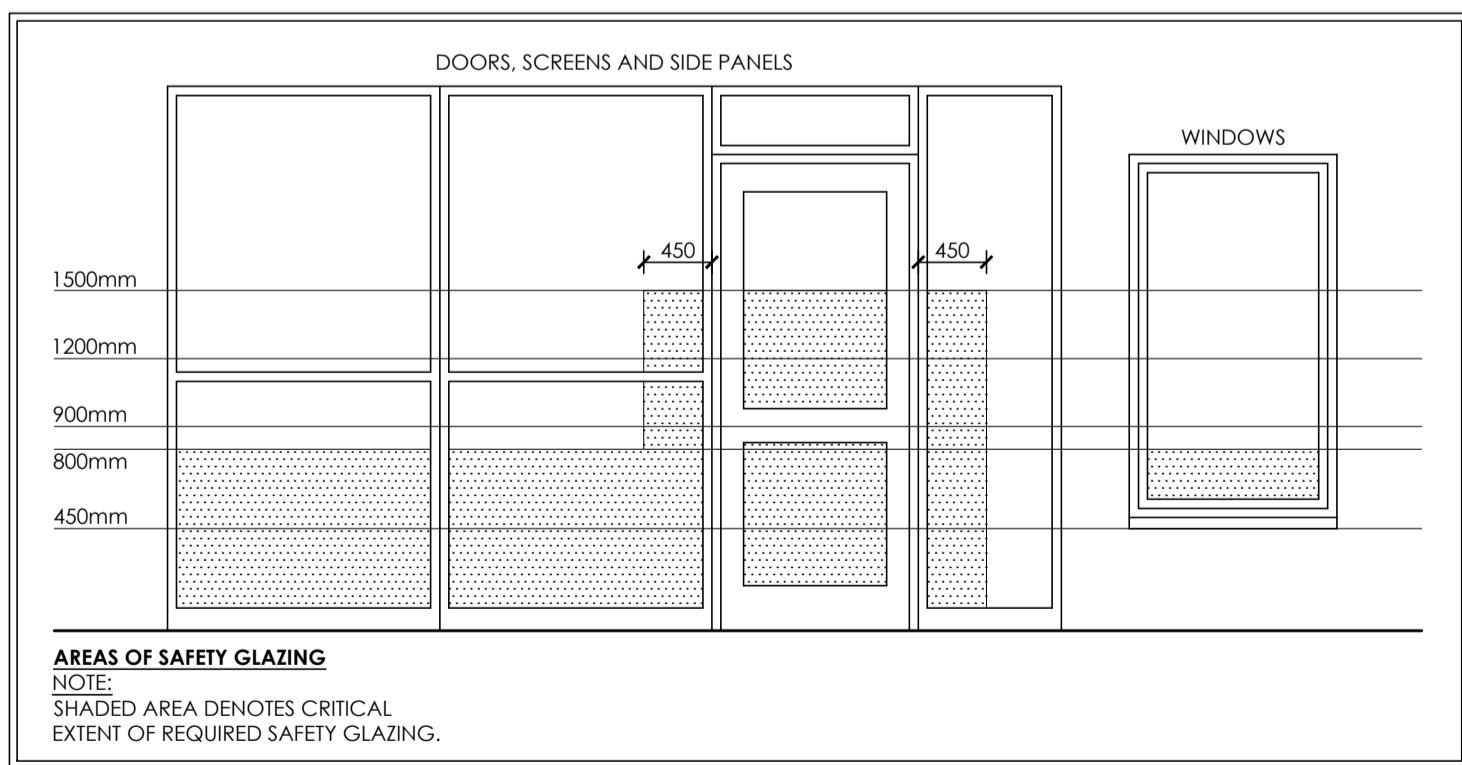 DOORS, SCREENS AND SIDE PANELS
WINDOWS
450
450
1500mm
1200mm
900mm
800mm
450mm
AREAS OF SAFETY GLAZING
NOTE:
SHADED AREA DENOTES CRITICAL
EXTENT OF REQUIRED SAFETY GLAZING.